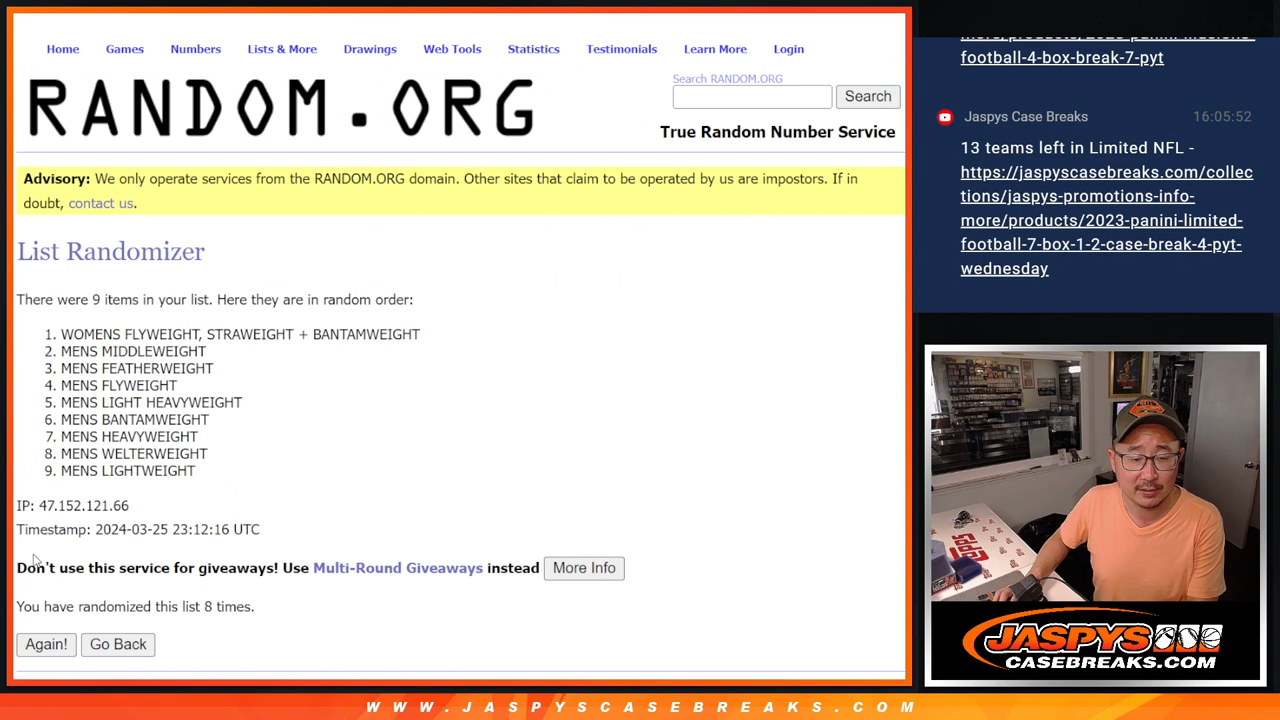 Home Games Numbers Lists & More Drawings Web Tools Statistics Testimonials Learn More Login
RANDOM.ORG
Search RANDOM.ORG
Search
True Random Number Service
Advisory: We only operate services from the RANDOM.ORG domain. Other sites that claim to be operated by us are impostors. If in
doubt, contact us.
List Randomizer
There were 9 items in your list. Here they are in random order:
1. WOMENS FLYWEIGHT, STRAWEIGHT + BANTAMWEIGHT
2. MENS MIDDLEWEIGHT
3. MENS FEATHERWEIGHT
4. MENS FLYWEIGHT
5. MENS LIGHT HEAVYWEIGHT
6. MENS BANTAMWEIGHT
7. MENS HEAVYWEIGHT
8. MENS WELTERWEIGHT
9. MENS LIGHTWEIGHT
IP: 47.152.121.66
Timestamp: 2024-03-25 23:12:16 UTC
Don't use this service for giveaways! Use Multi-Round Giveaways instead More Info
You have randomized this list 8 times.
Again! Go Back
football-4-box-break-7-pyt
Jaspys Case Breaks 16:05:52
13 teams left in Limited NFL -
https://jaspyscasebreaks.com/collec
tions/jaspys-promotions-info-
more/products/2023-panini-limited-
football-7-box-1-2-case-break-4-pyt-
wednesday
JASPYS
CASEBREAKS.COM
WWW.JASPYSCASEBREAKS.COM